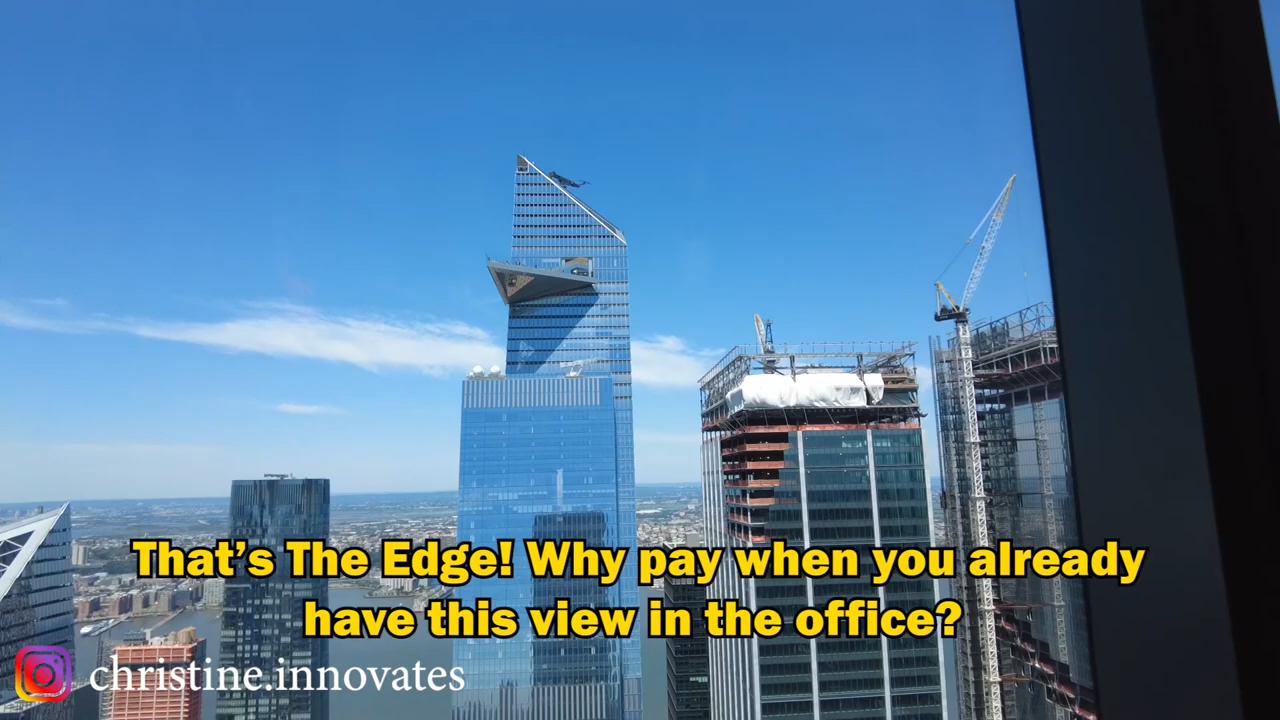 That’s The Edge! Why pay when you already
have this view in the office?
christine.innovates